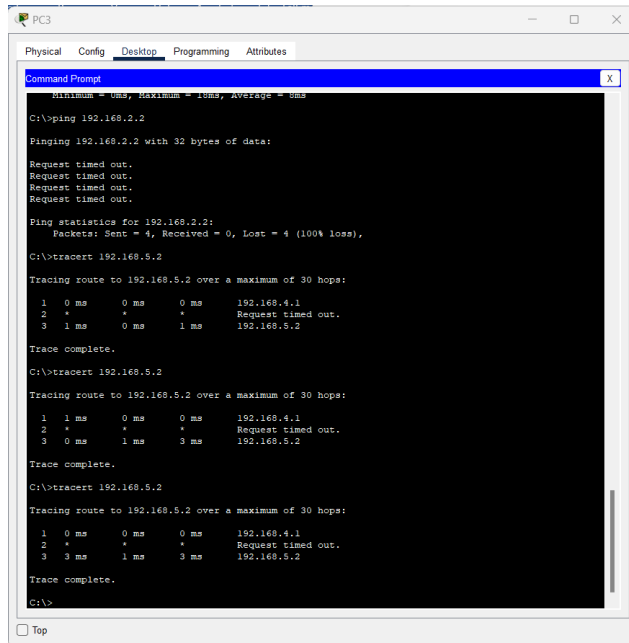 PC3
Physical Config Desktop Programming Attributes
Command Prompt
X
Minimum = 0ms, Maximum = 18ms, Average = 8ms
C:\>ping 192.168.2.2
Pinging 192.168.2.2 with 32 bytes of data:
Request timed out.
Request timed out.
Request timed out.
Request timed out.
Ping statistics for 192.168.2.2:
Packets: Sent = 4, Received = 0, Lost = 4 (100% loss),
C:\>tracert 192.168.5.2
Tracing route to 192.168.5.2 over a maximum of 30 hops:
1 0 ms 0 ms 0 ms 192.168.4.1
2 * * * Request timed out.
3 1 ms 0 ms 1 ms 192.168.5.2
Trace complete.
C:\>tracert 192.168.5.2
Tracing route to 192.168.5.2 over a maximum of 30 hops:
1 1 ms 0 ms 0 ms 192.168.4.1
2 * * * Request timed out.
3 0 ms 1 ms 3 ms 192.168.5.2
Trace complete.
C:\>tracert 192.168.5.2
Tracing route to 192.168.5.2 over a maximum of 30 hops:
1 0 ms 0 ms 0 ms 192.168.4.1
2 * * * Request timed out.
3 3 ms 1 ms 3 ms 192.168.5.2
Trace complete.
C:\>
Top